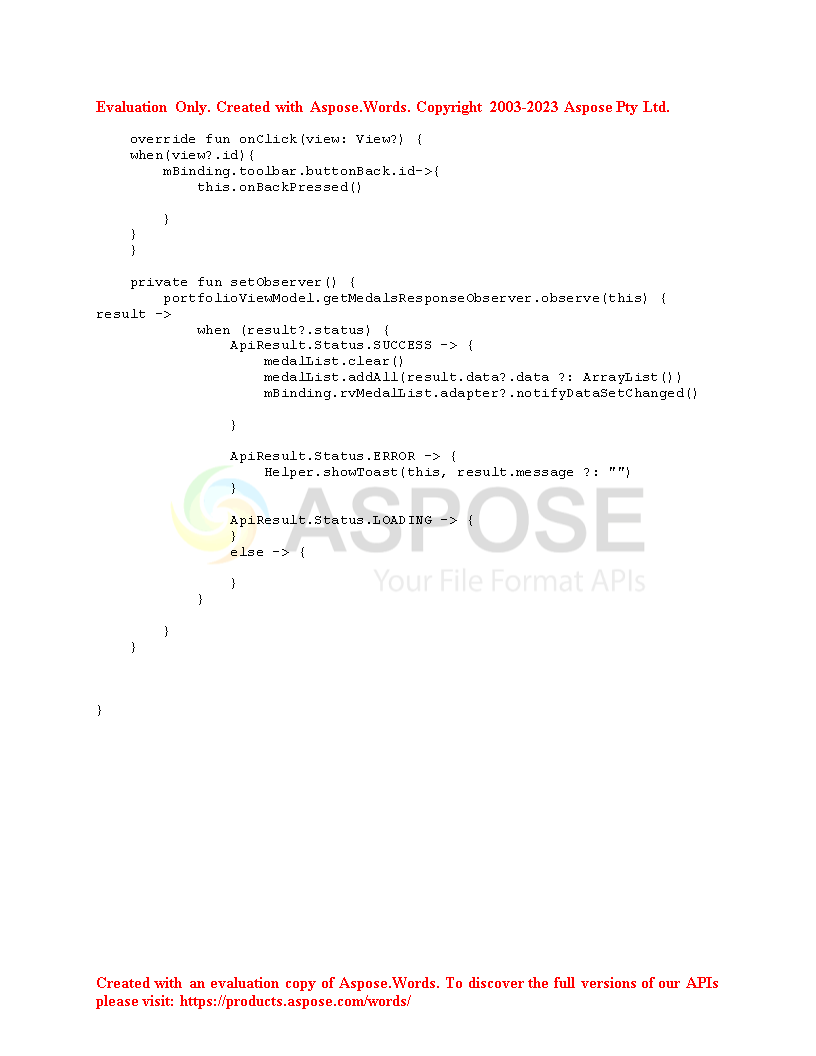 Evaluation Only. Created with Aspose.Words. Copyright 2003-2023 Aspose Pty Ltd.
    override fun onClick(view: View?) {
    when(view?.id){
        mBinding.toolbar.buttonBack.id->{
            this.onBackPressed()
        }
    }
    }
    private fun setObserver() {
        portfolioViewModel.getMedalsResponseObserver.observe(this) {
result ->
            when (result?.status) {
                ApiResult.Status.SUCCESS -> {
                    medalList.clear()
                    medalList.addAll(result.data?.data ?: ArrayList())
                    mBinding.rvMedalList.adapter?.notifyDataSetChanged()
                }
                ApiResult.Status.ERROR -> {
                    Helper.showToast(this, result.message ?: "")
                }
                ApiResult.Status.LOADING -> {
                }
                else -> {
                }
            }
        }
    }
}
ASPOSE
Your File Format APIs
Created with an evaluation copy of Aspose.Words. To discover the full versions of our APIs
please visit: https://products.aspose.com/words/